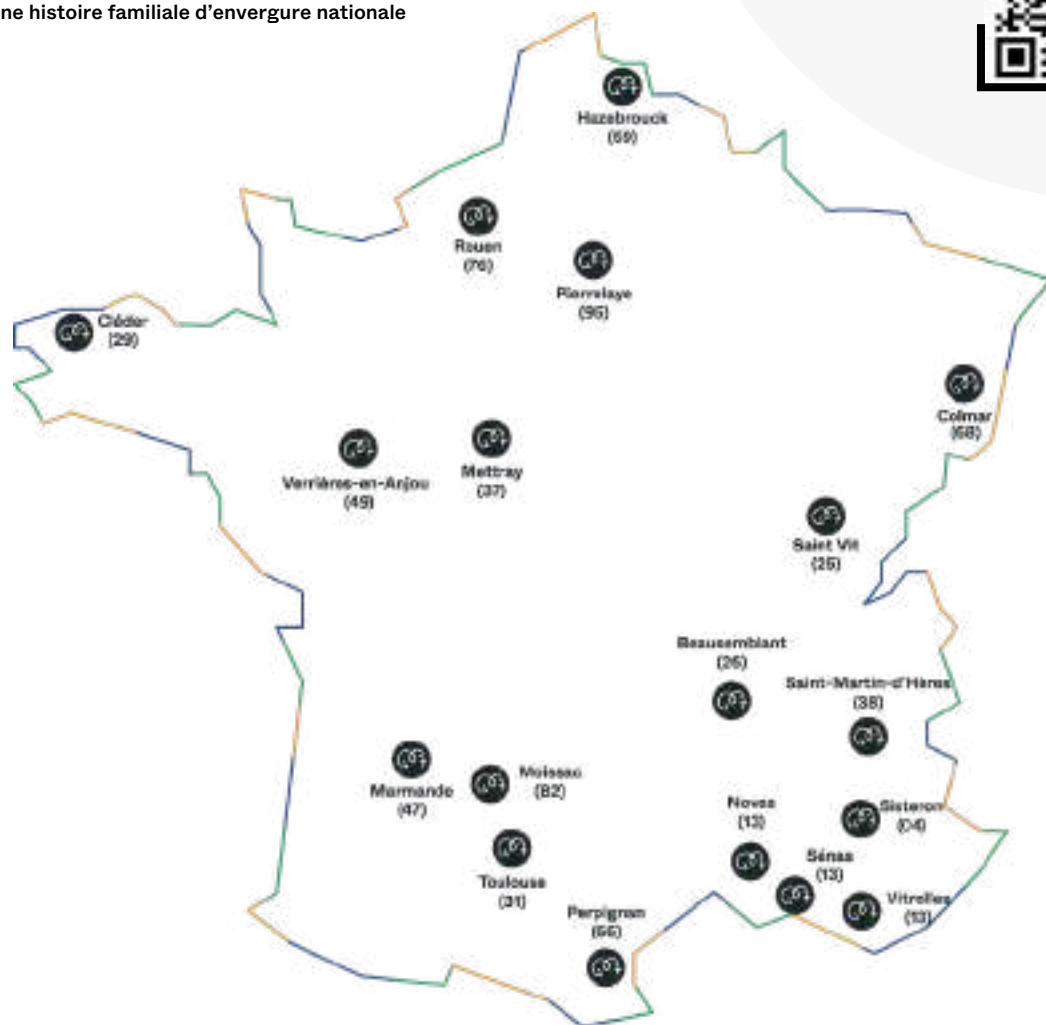 ne histoire familiale d’envergure nationale
Hazebrouck
(59)
Rouen
(76)
Pierrelaye
(95)
Cléder
(29)
Colmar
(68)
Verrières-en-Anjou
(49)
Mettray
(37)
Saint Vit
(25)
Beausemblant
(26)
Saint-Martin-d'Hères
(38)
Marmande
(47)
Moissac
(82)
Noves
(13)
Sisteron
(04)
Sénas
(13)
Toulouse
(31)
Vitrolles
(13)
Perpignan
(66)